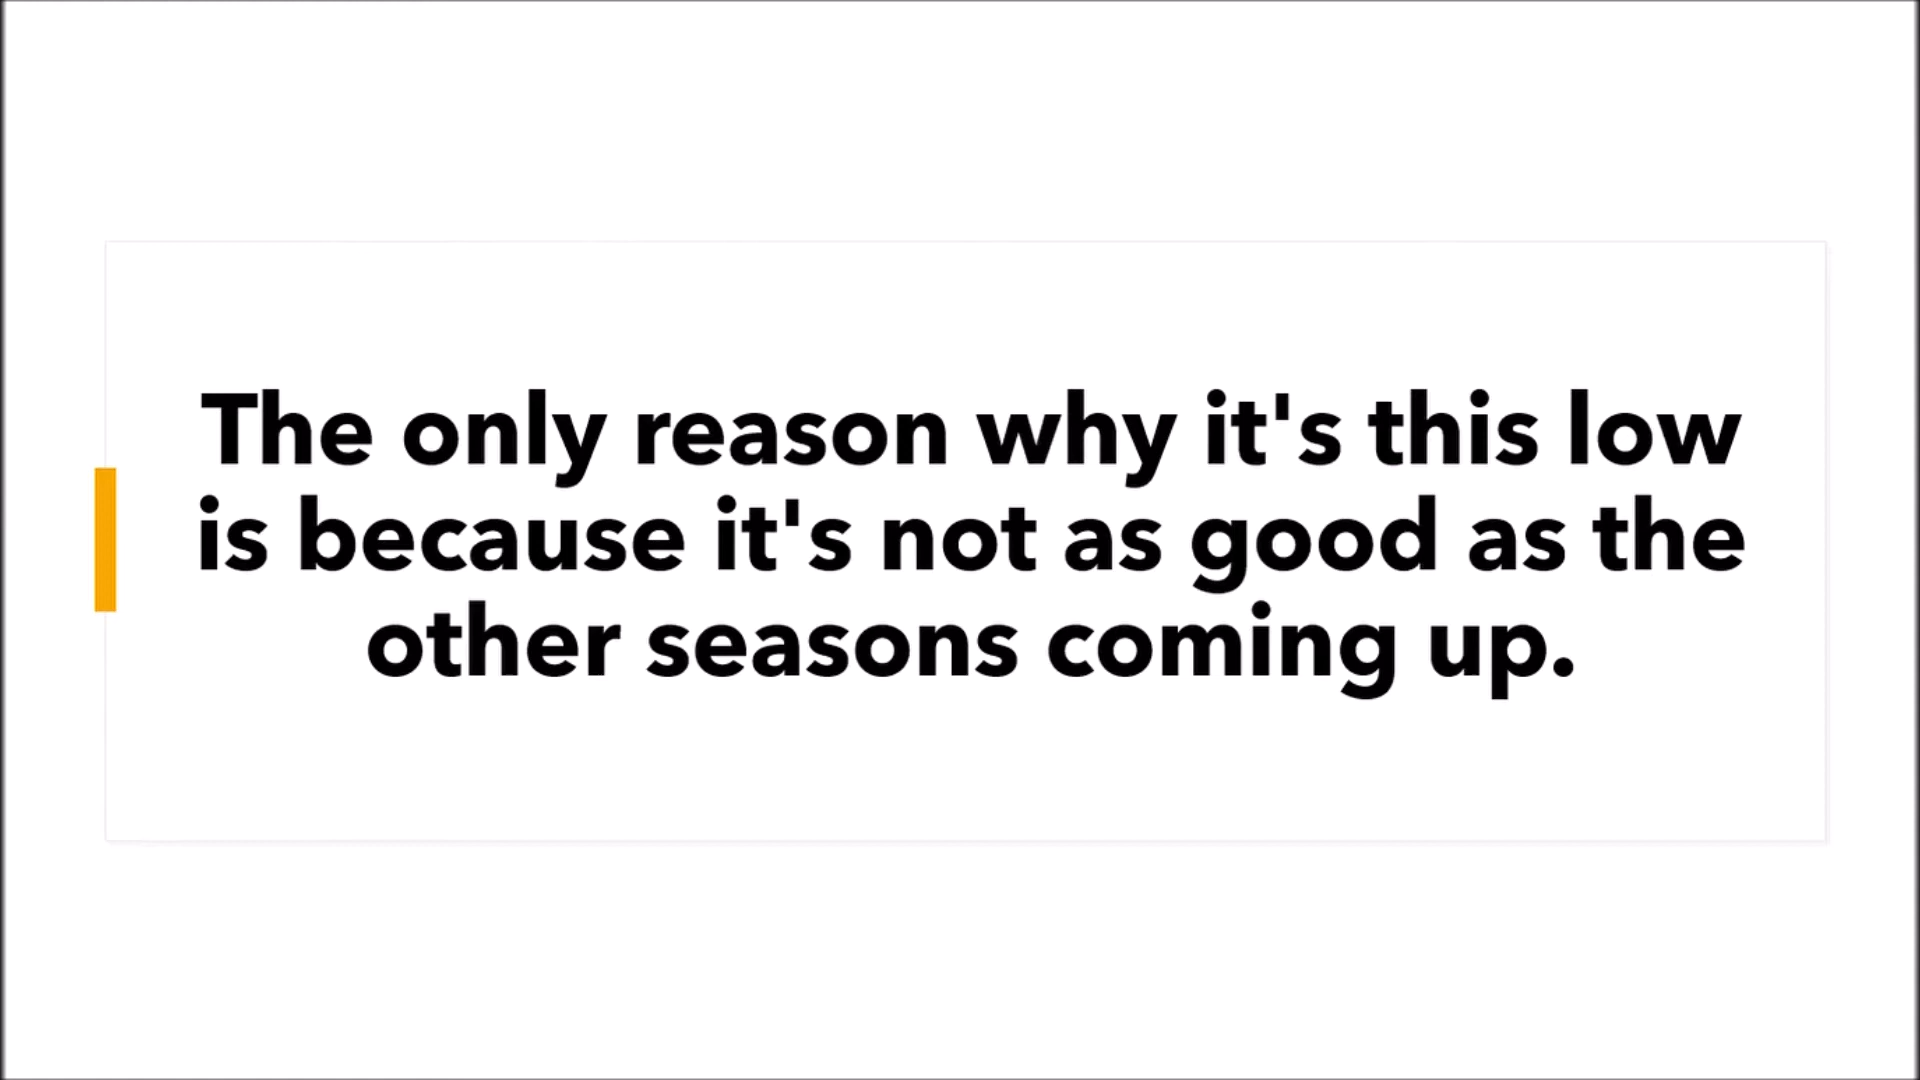 The only reason why it's this low
is because it's not as good as the
other seasons coming up.